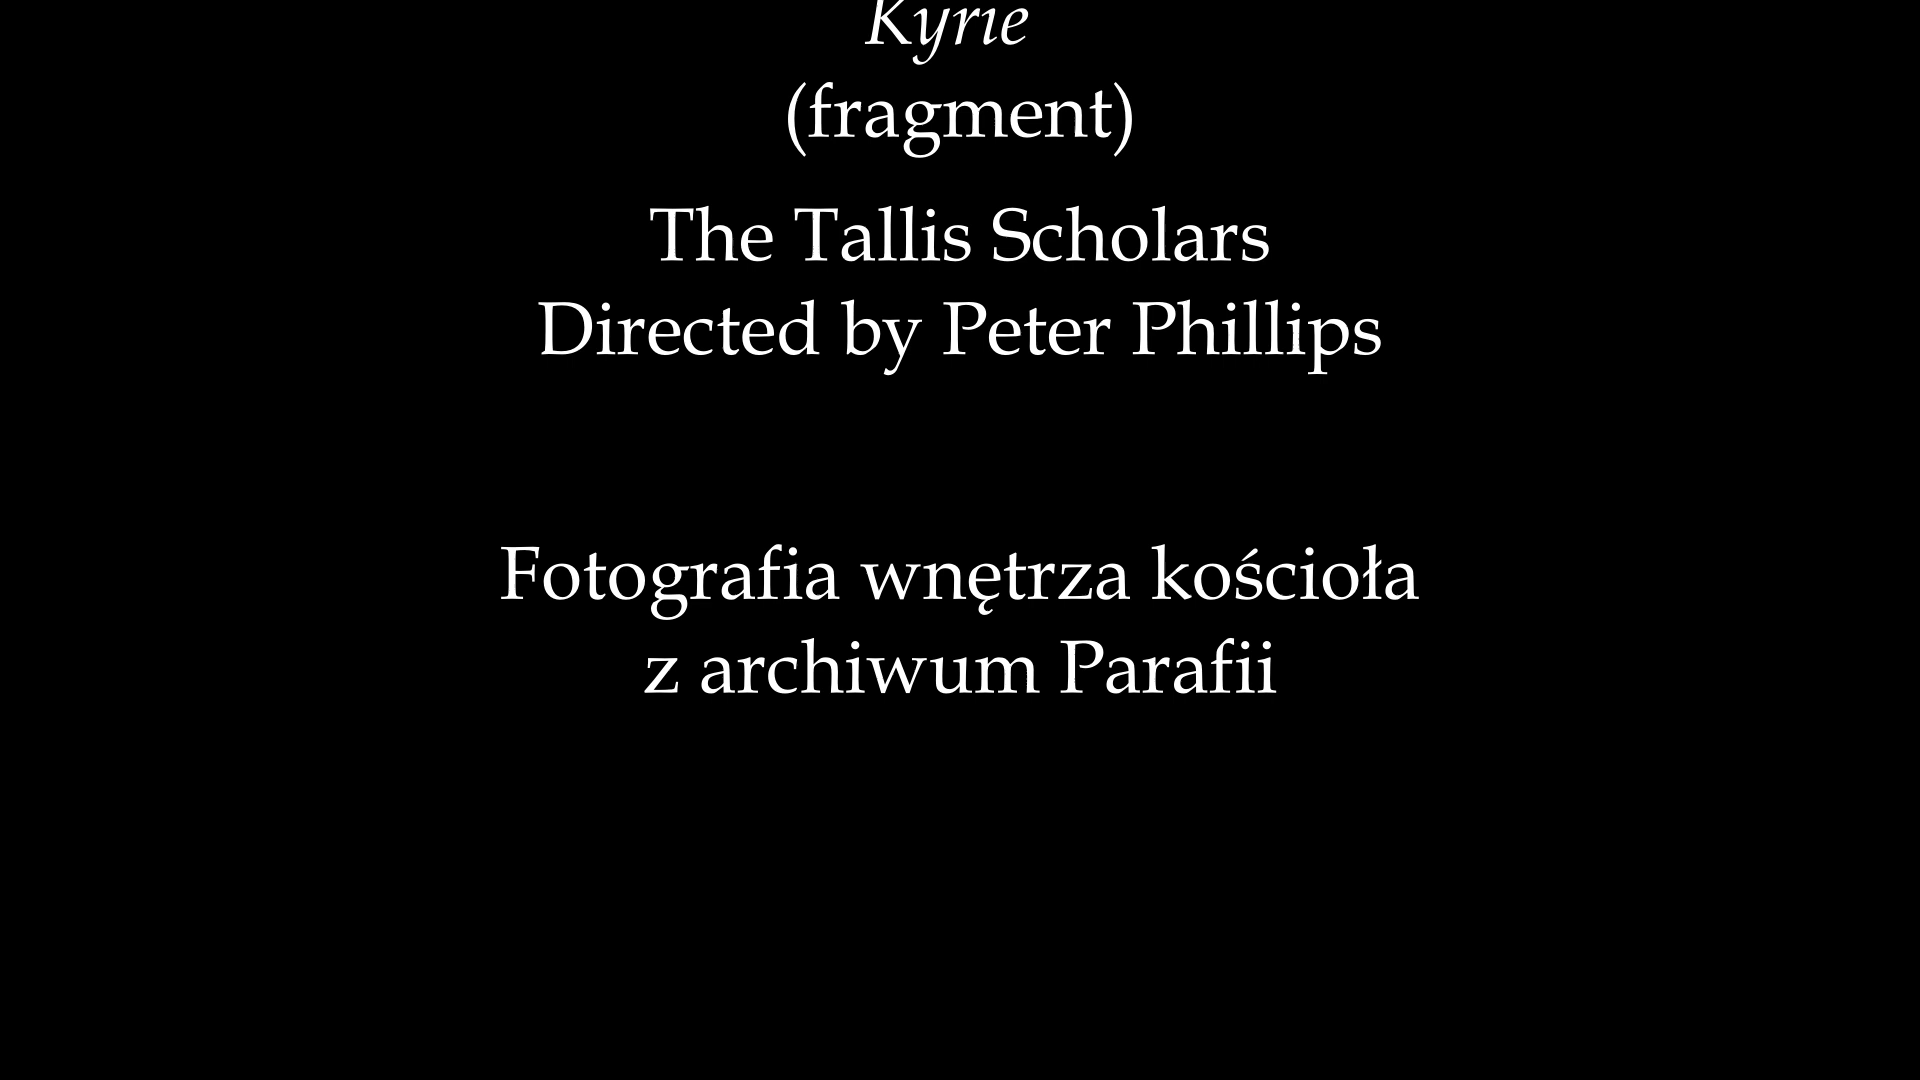 Kyrie
(fragment)
The Tallis Scholars
Directed by Peter Phillips
Fotografia wnętrza kościoła
z archiwum Parafii